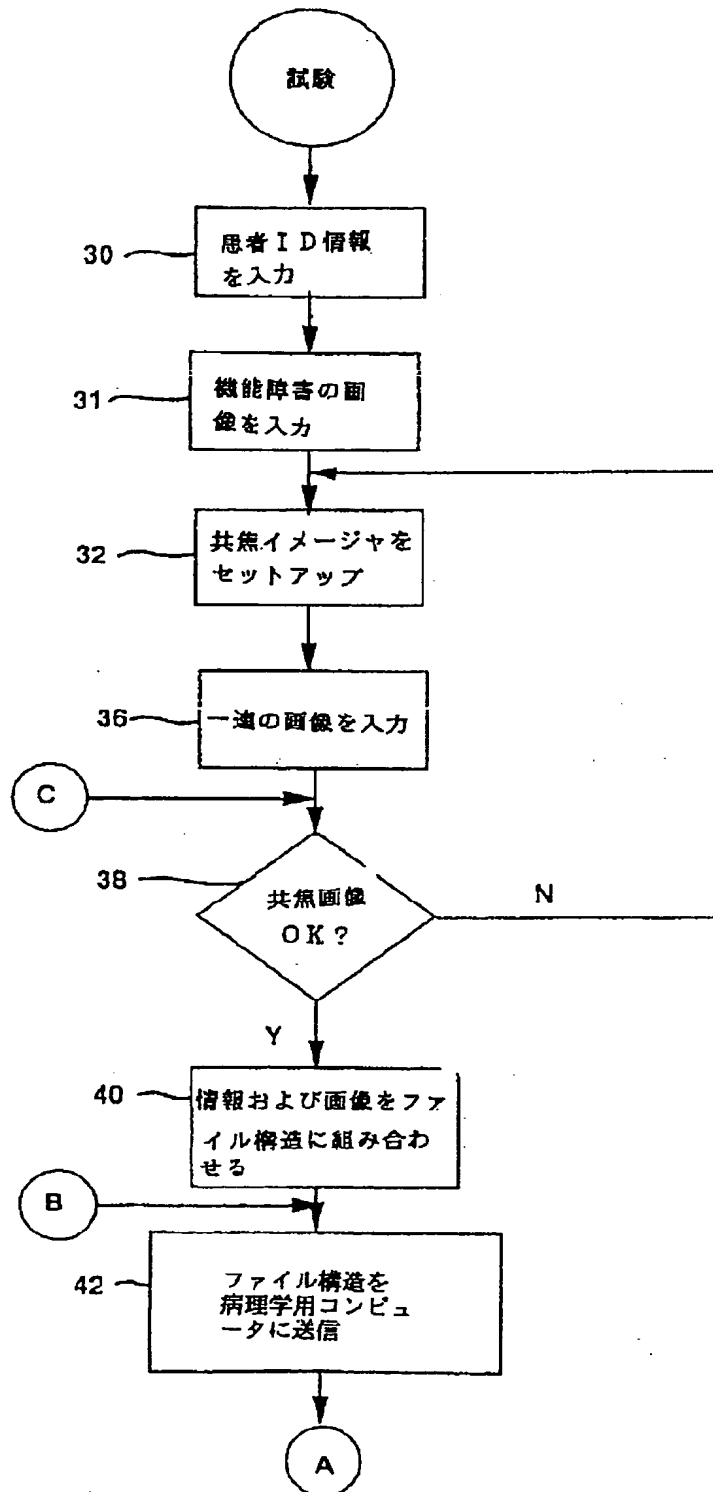 試験
30
患者ID情報
を入力
31
機能障害の画
像を入力
32
共焦イメージャを
セットアップ
36
一連の画像を入力
C
38
共焦画像
OK?
N
Y
40
情報および画像をファ
イル構造に組み合わ
せる
B
42
ファイル構造を
病理学用コンピュ
ータに送信
A